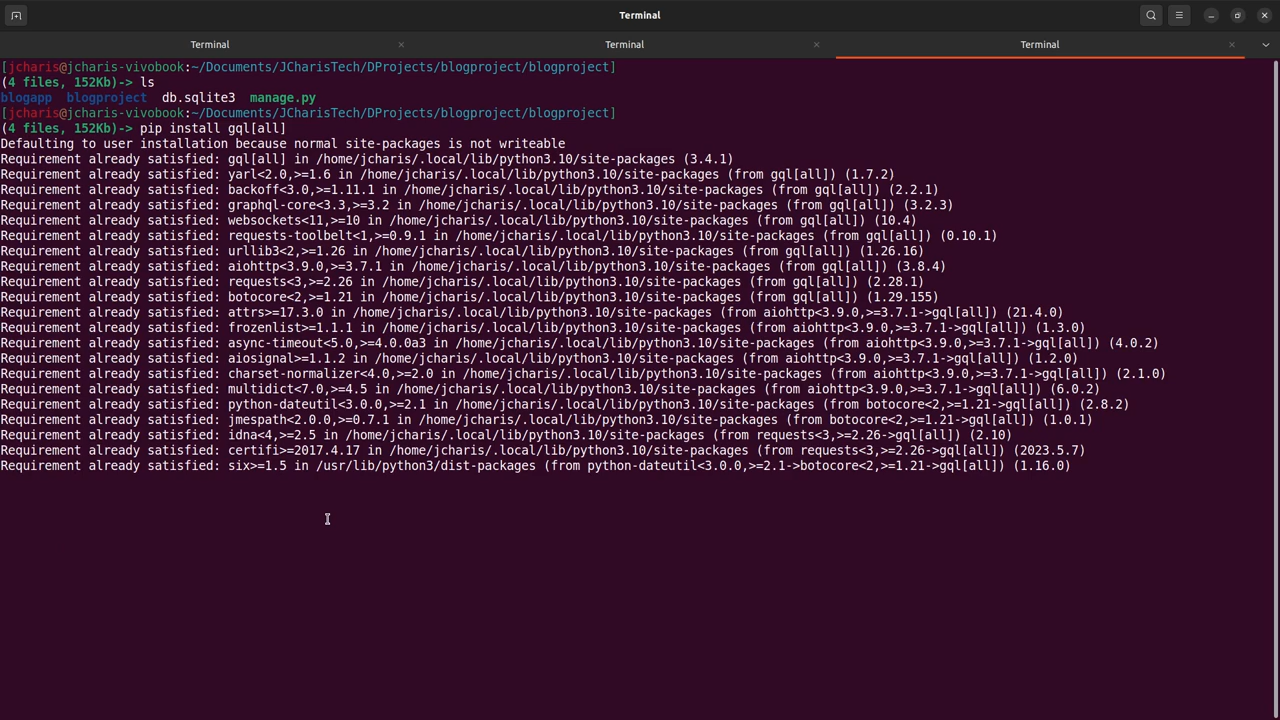 Terminal
Terminal
Terminal
Terminal
[jcharis@jcharis-vivobook:~/Documents/JCharisTech/DProjects/blogproject/blogproject]
(4 files, 152Kb)-> ls
blogapp  blogproject  db.sqlite3  manage.py
[jcharis@jcharis-vivobook:~/Documents/JCharisTech/DProjects/blogproject/blogproject]
(4 files, 152Kb)-> pip install gql[all]
Defaulting to user installation because normal site-packages is not writeable
Requirement already satisfied: gql[all] in /home/jcharis/.local/lib/python3.10/site-packages (3.4.1)
Requirement already satisfied: yarl<2.0,>=1.6 in /home/jcharis/.local/lib/python3.10/site-packages (from gql[all]) (1.7.2)
Requirement already satisfied: backoff<3.0,>=1.11.1 in /home/jcharis/.local/lib/python3.10/site-packages (from gql[all]) (2.2.1)
Requirement already satisfied: graphql-core<3.3,>=3.2 in /home/jcharis/.local/lib/python3.10/site-packages (from gql[all]) (3.2.3)
Requirement already satisfied: websockets<11,>=10 in /home/jcharis/.local/lib/python3.10/site-packages (from gql[all]) (10.4)
Requirement already satisfied: requests-toolbelt<1,>=0.9.1 in /home/jcharis/.local/lib/python3.10/site-packages (from gql[all]) (0.10.1)
Requirement already satisfied: urllib3<2,>=1.26 in /home/jcharis/.local/lib/python3.10/site-packages (from gql[all]) (1.26.16)
Requirement already satisfied: aiohttp<3.9.0,>=3.7.1 in /home/jcharis/.local/lib/python3.10/site-packages (from gql[all]) (3.8.4)
Requirement already satisfied: requests<3,>=2.26 in /home/jcharis/.local/lib/python3.10/site-packages (from gql[all]) (2.28.1)
Requirement already satisfied: botocore<2,>=1.21 in /home/jcharis/.local/lib/python3.10/site-packages (from gql[all]) (1.29.155)
Requirement already satisfied: attrs>=17.3.0 in /home/jcharis/.local/lib/python3.10/site-packages (from aiohttp<3.9.0,>=3.7.1->gql[all]) (21.4.0)
Requirement already satisfied: frozenlist>=1.1.1 in /home/jcharis/.local/lib/python3.10/site-packages (from aiohttp<3.9.0,>=3.7.1->gql[all]) (1.3.0)
Requirement already satisfied: async-timeout<5.0,>=4.0.0a3 in /home/jcharis/.local/lib/python3.10/site-packages (from aiohttp<3.9.0,>=3.7.1->gql[all]) (4.0.2)
Requirement already satisfied: aiosignal>=1.1.2 in /home/jcharis/.local/lib/python3.10/site-packages (from aiohttp<3.9.0,>=3.7.1->gql[all]) (1.2.0)
Requirement already satisfied: charset-normalizer<4.0,>=2.0 in /home/jcharis/.local/lib/python3.10/site-packages (from aiohttp<3.9.0,>=3.7.1->gql[all]) (2.1.0)
Requirement already satisfied: multidict<7.0,>=4.5 in /home/jcharis/.local/lib/python3.10/site-packages (from aiohttp<3.9.0,>=3.7.1->gql[all]) (6.0.2)
Requirement already satisfied: python-dateutil<3.0.0,>=2.1 in /home/jcharis/.local/lib/python3.10/site-packages (from botocore<2,>=1.21->gql[all]) (2.8.2)
Requirement already satisfied: jmespath<2.0.0,>=0.7.1 in /home/jcharis/.local/lib/python3.10/site-packages (from botocore<2,>=1.21->gql[all]) (1.0.1)
Requirement already satisfied: idna<4,>=2.5 in /home/jcharis/.local/lib/python3.10/site-packages (from requests<3,>=2.26->gql[all]) (2.10)
Requirement already satisfied: certifi>=2017.4.17 in /home/jcharis/.local/lib/python3.10/site-packages (from requests<3,>=2.26->gql[all]) (2023.5.7)
Requirement already satisfied: six>=1.5 in /usr/lib/python3/dist-packages (from python-dateutil<3.0.0,>=2.1->botocore<2,>=1.21->gql[all]) (1.16.0)